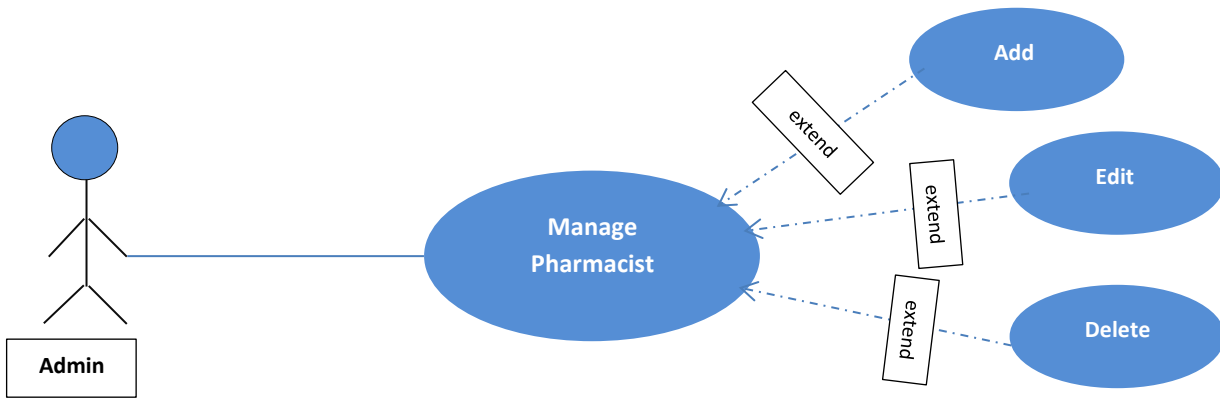 Add
extend
Edit
extend
Manage
Pharmacist
extend
Delete
Admin